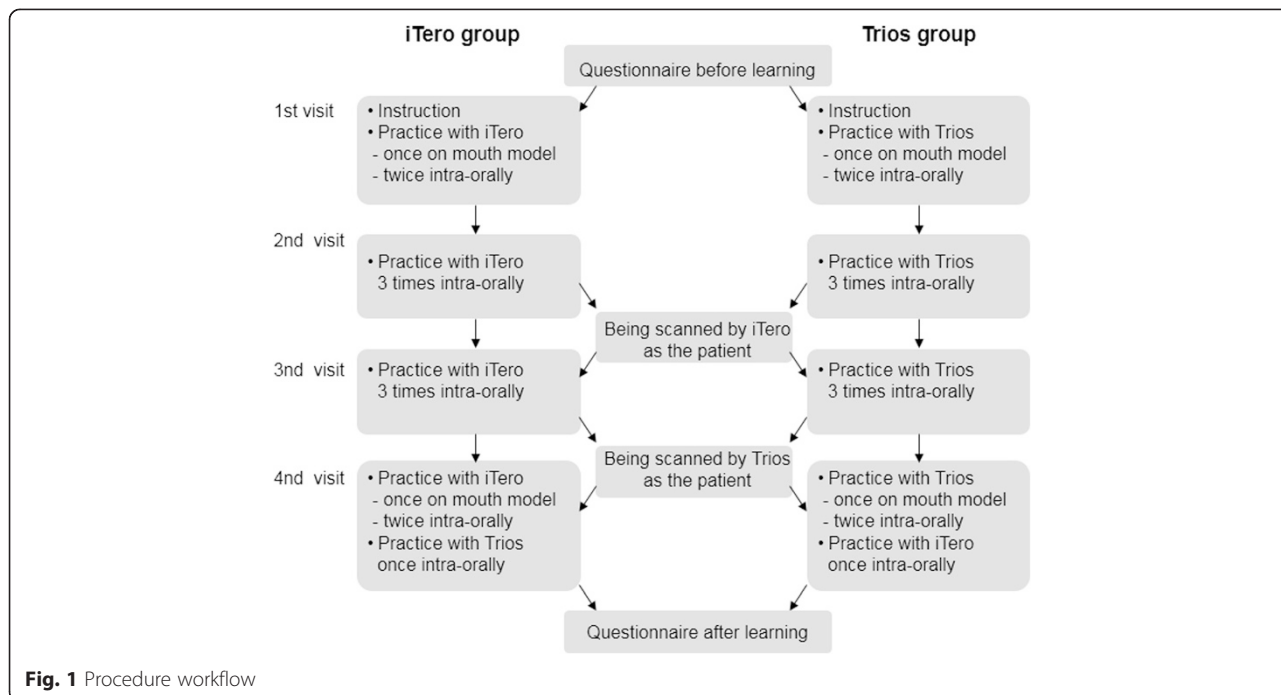 iTero group
Trios group
Questionnaire before learning
1st visit
• Instruction
• Practice with iTero
- once on mouth model
- twice intra-orally
• Instruction
• Practice with Trios
- once on mouth model
- twice intra-orally
2nd visit
• Practice with iTero
3 times intra-orally
• Practice with Trios
3 times intra-orally
Being scanned by iTero
as the patient
3nd visit
• Practice with iTero
3 times intra-orally
• Practice with Trios
3 times intra-orally
Being scanned by Trios
as the patient
4nd visit
• Practice with iTero
- once on mouth model
- twice intra-orally
• Practice with Trios
once intra-orally
• Practice with Trios
- once on mouth model
- twice intra-orally
• Practice with iTero
once intra-orally
Questionnaire after learning
Fig. 1 Procedure workflow